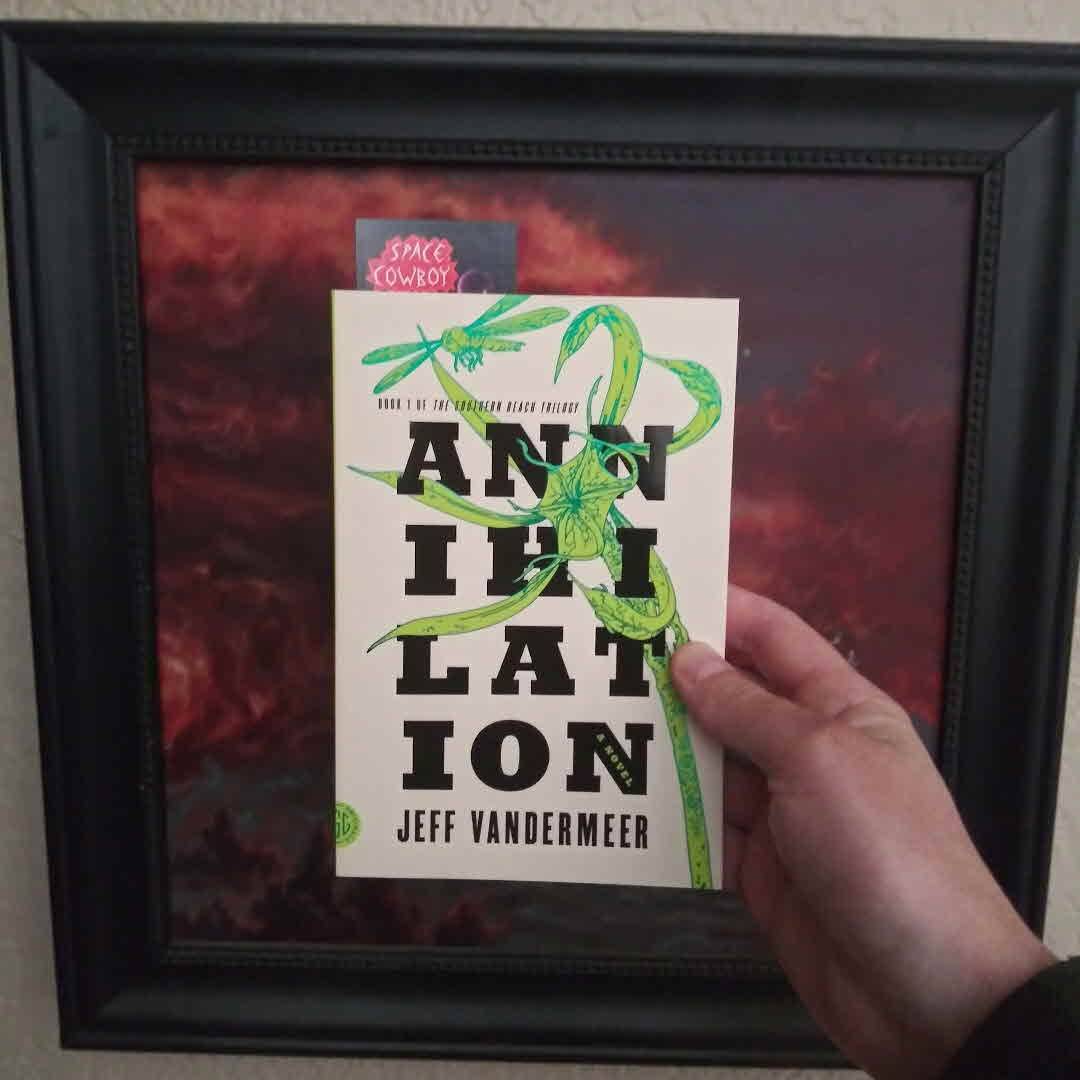 SPACE
COWBOY
BOOK 1 OF THE SOUTHERN REACH TRILOGY
ANN
IHI
LAT
ION
A NOVEL
JEFF VANDERMEER